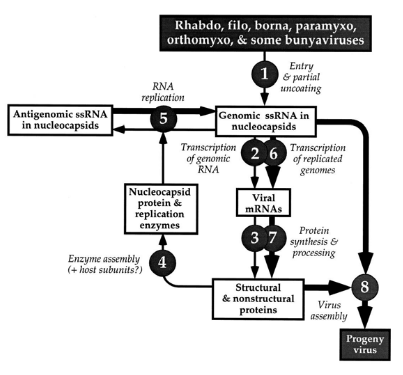 Rhabdo, filo, borna, paramyxo,
orthomyxo, & some bunyaviruses
1
Entry
& partial
uncoating
RNA
replication
Antigenomic ssRNA
in nucleocapsids
5
Genomic ssRNA in
nucleocapsids
Transcription
of genomic
RNA
2
6
Transcription
of replicated
genomes
Nucleocapsid
protein &
replication
enzymes
Viral
mRNAs
3
7
Protein
synthesis &
processing
Enzyme assembly
(+ host subunits?)
4
Structural
& nonstructural
proteins
8
Virus
assembly
Progeny
virus